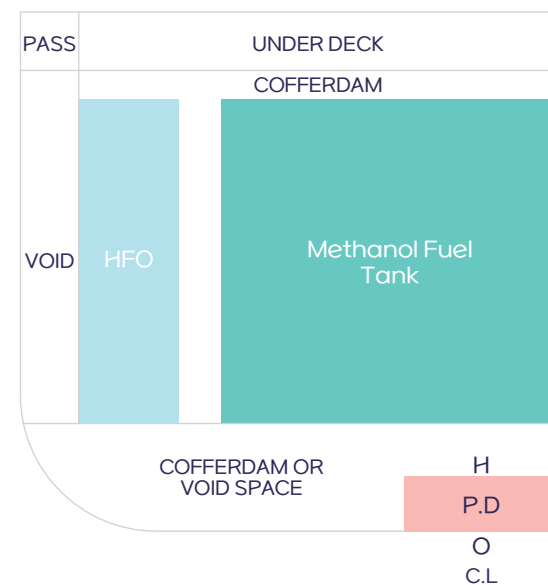 PASS
UNDER DECK
COFFERDAM
VOID
HFO
Methanol Fuel
Tank
COFFERDAM OR
VOID SPACE
H
P.D
O
C.L